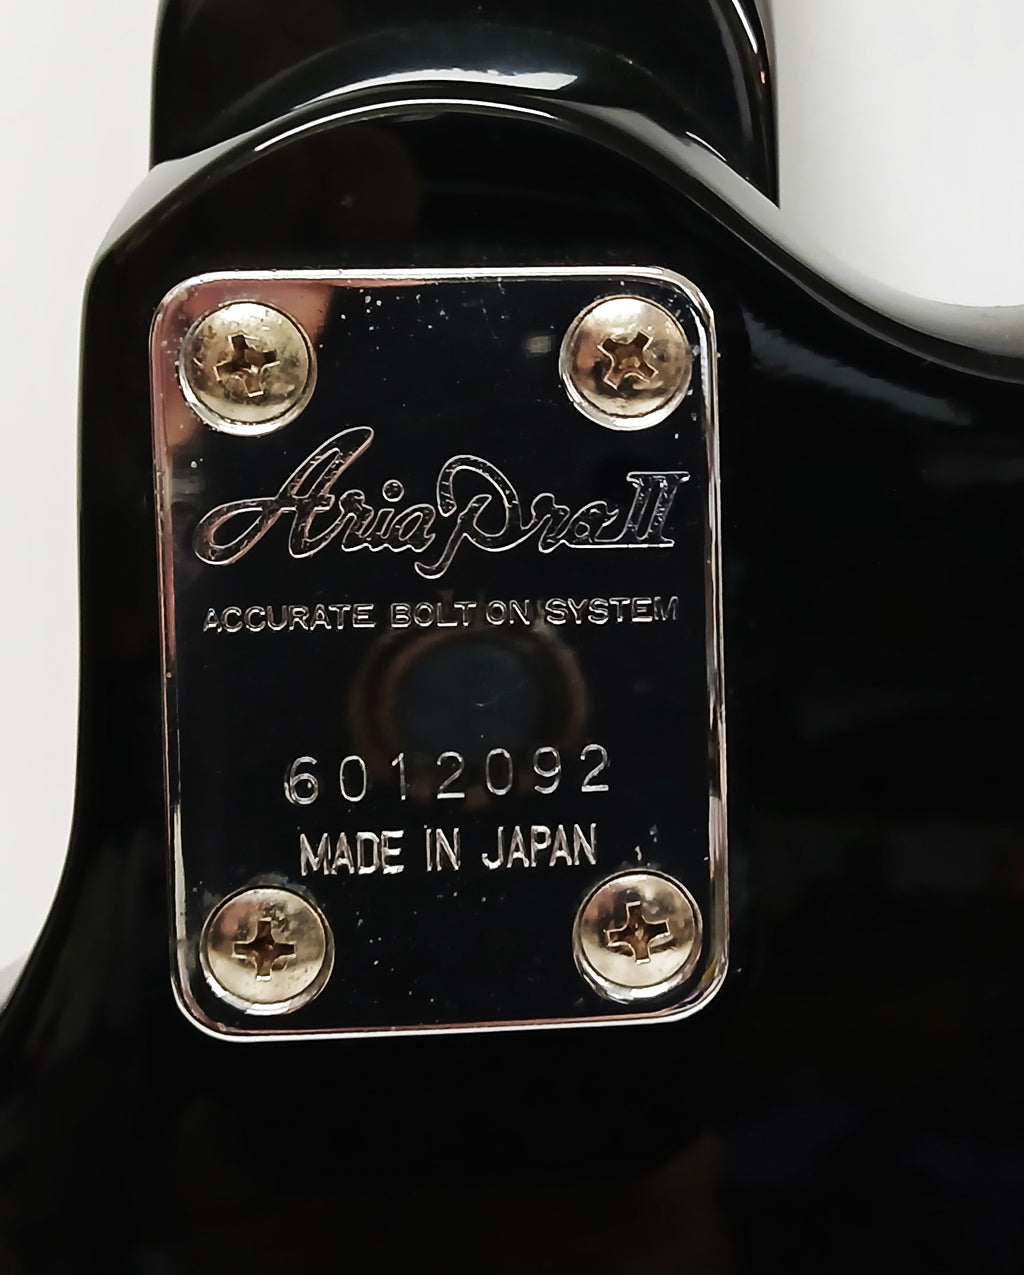 Aria Pro II
ACCURATE BOLT ON SYSTEM
6012092
MADE IN JAPAN